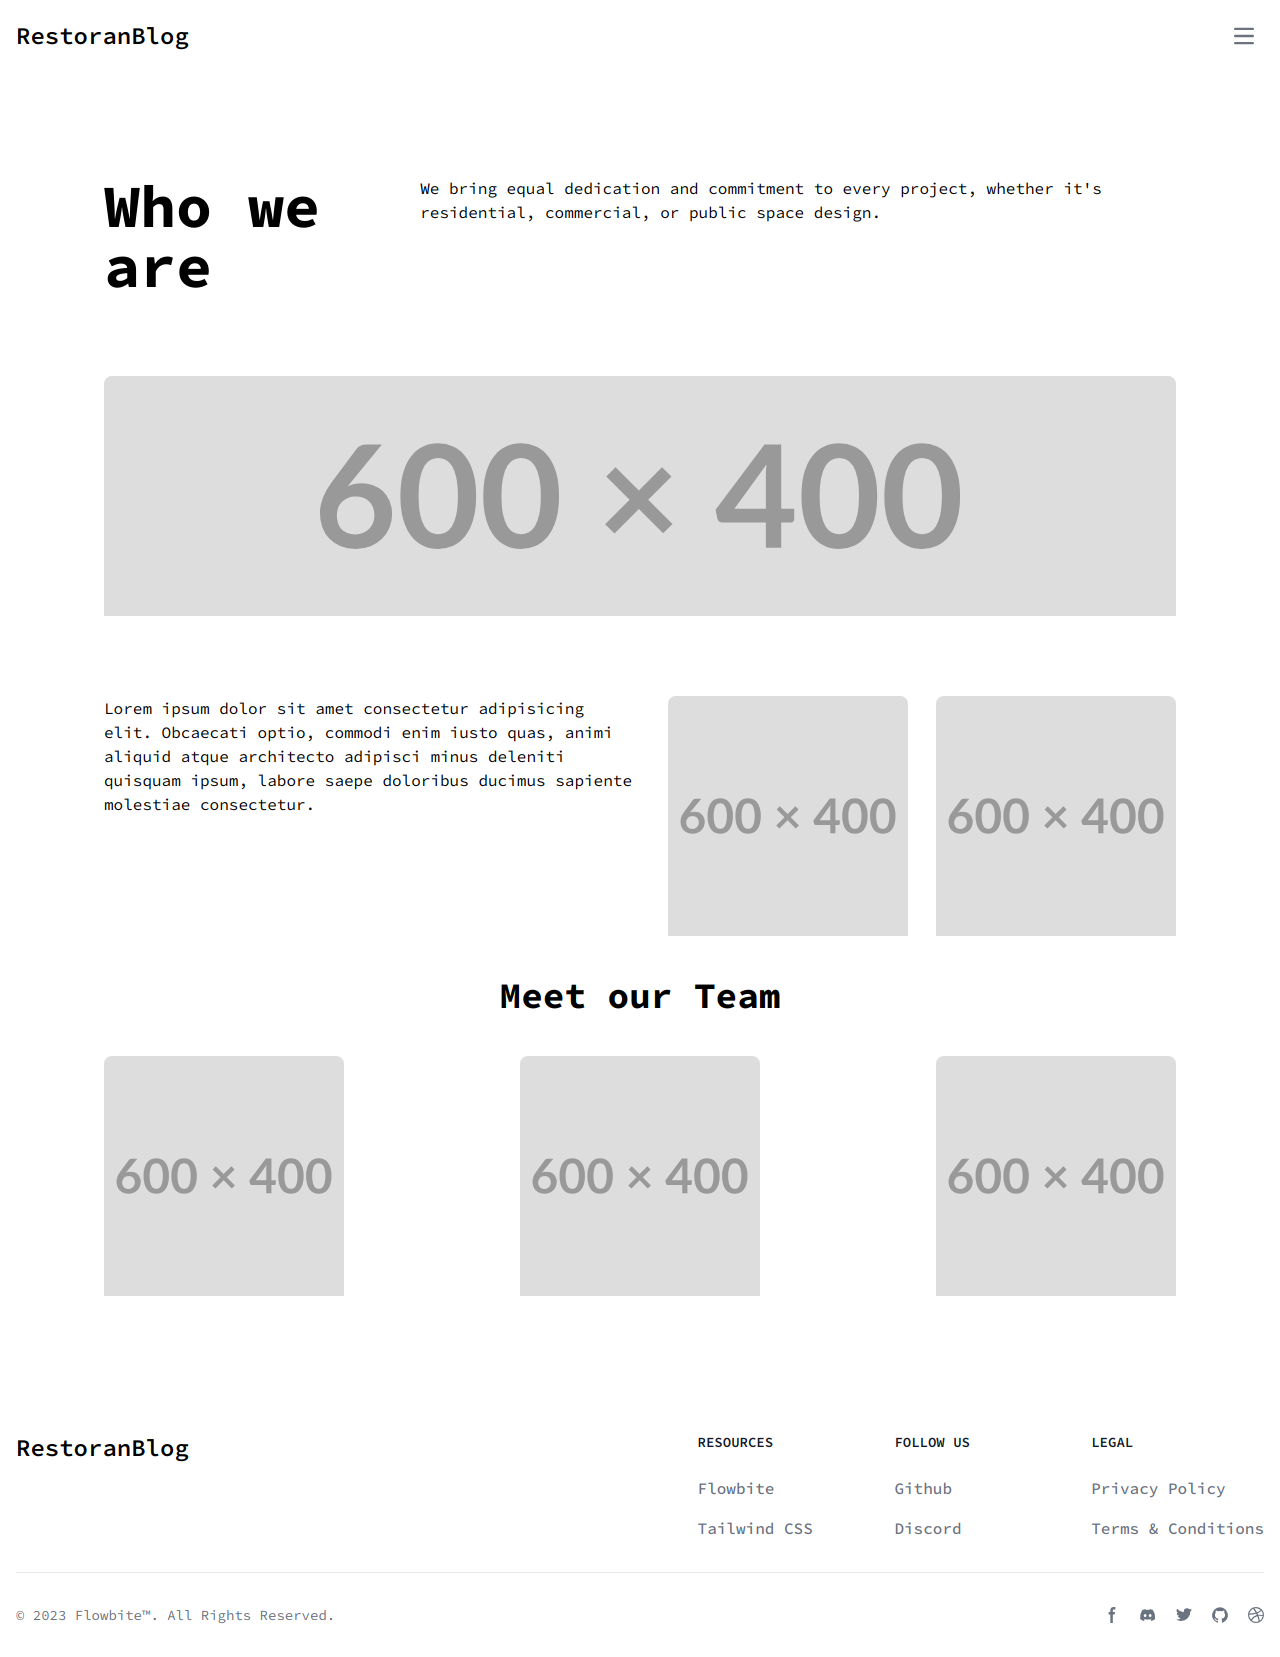 RestoranBlog
Who we
are
We bring equal dedication and commitment to every project, whether it's
residential, commercial, or public space design.
600 × 400
Lorem ipsum dolor sit amet consectetur adipisicing
elit. Obcaecati optio, commodi enim iusto quas, animi
aliquid atque architecto adipisci minus deleniti
quisquam ipsum, labore saepe doloribus ducimus sapiente
molestiae consectetur.
600 × 400
600 × 400
Meet our Team
600 × 400
600 × 400
600 × 400
RestoranBlog
RESOURCES
Flowbite
Tailwind CSS
FOLLOW US
Github
Discord
LEGAL
Privacy Policy
Terms & Conditions
© 2023 Flowbite™. All Rights Reserved.